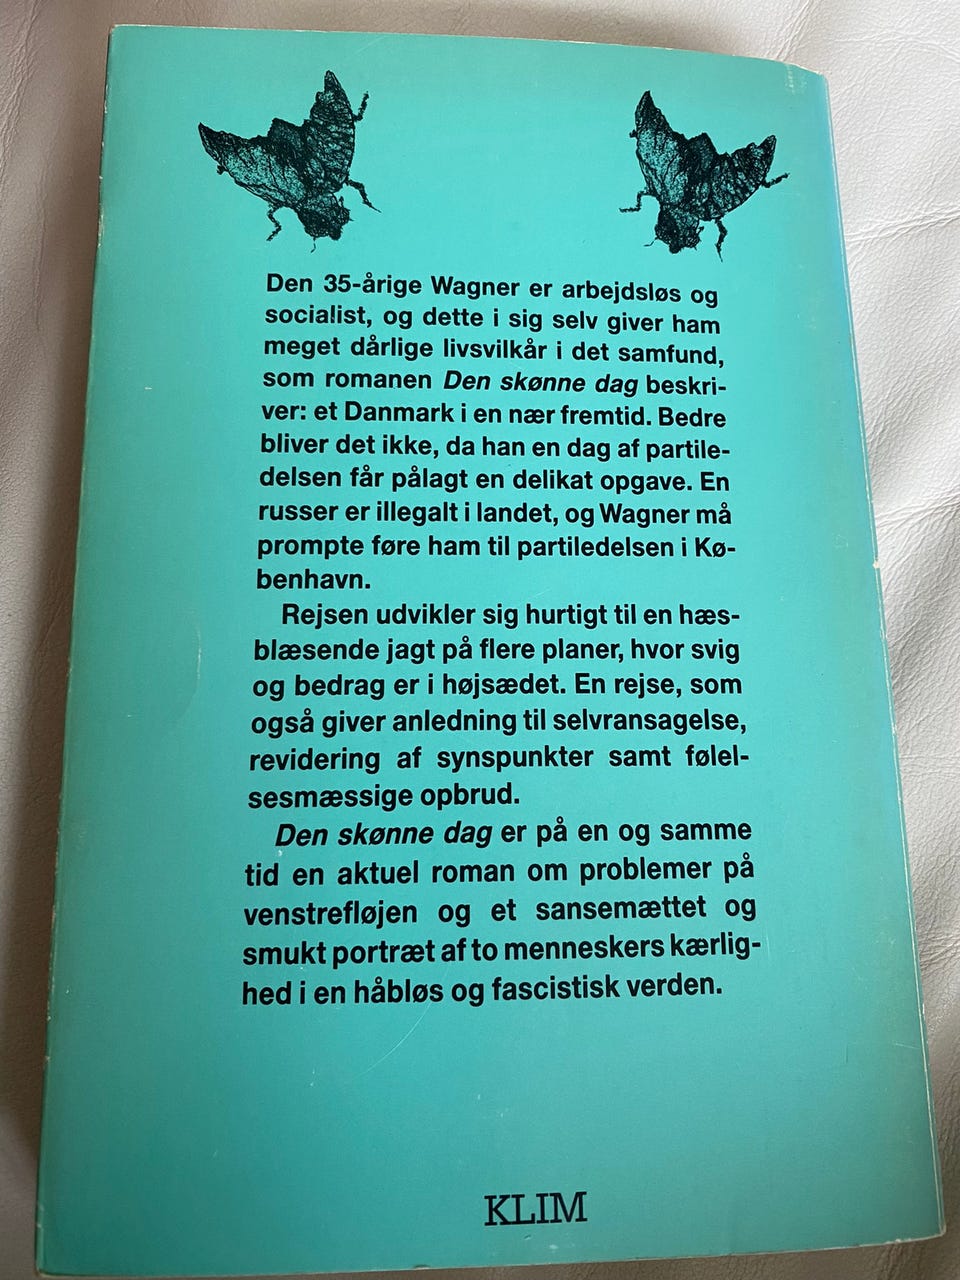 Den 35-årige Wagner er arbejdsløs og
socialist, og dette i sig selv giver ham
meget dårlige livsvilkår i det samfund,
som romanen Den skønne dag beskri-
ver: et Danmark i en nær fremtid. Bedre
bliver det ikke, da han en dag af partile-
delsen får pålagt en delikat opgave. En
russer er illegalt i landet, og Wagner må
prompte føre ham til partiledelsen i Kø-
benhavn.
Rejsen udvikler sig hurtigt til en hæs-
blæsende jagt på flere planer, hvor svig
og bedrag er i højsædet. En rejse, som
også giver anledning til selvransagelse,
revidering af synspunkter samt følel-
sesmæssige opbrud.
Den skønne dag er på en og samme
tid en aktuel roman om problemer på
venstrefløjen og et sansemættet og
smukt portræt af to menneskers kærlig-
hed i en håbløs og fascistisk verden.
KLIM